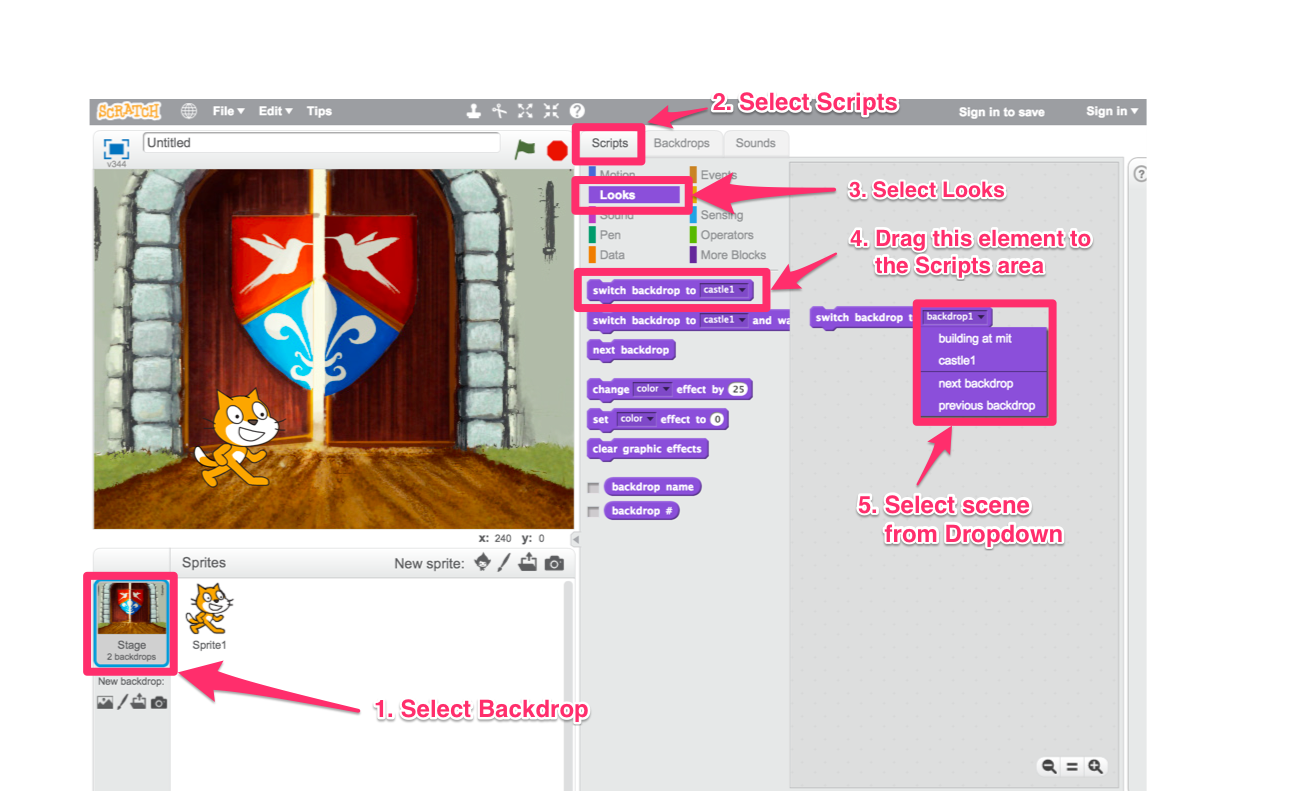 2. Select Scripts
SCRATCH File Edit Tips Sign in to save Sign in
v344
Untitled
Scripts Backdrops Sounds
Motion Events
Looks
3. Select Looks
Sound Sensing
Pen Operators
Data More Blocks
4. Drag this element to
the Scripts area
switch backdrop to castle1
switch backdrop to castle1 and wa
next backdrop
change color effect by 25
set color effect to 0
clear graphic effects
backdrop name
backdrop #
switch backdrop t backdrop1
building at mit
castle1
next backdrop
previous backdrop
5. Select scene
from Dropdown
x: 240 y: 0
Sprites New sprite:
Stage
2 backdrops
Sprite1
New backdrop:
1. Select Backdrop